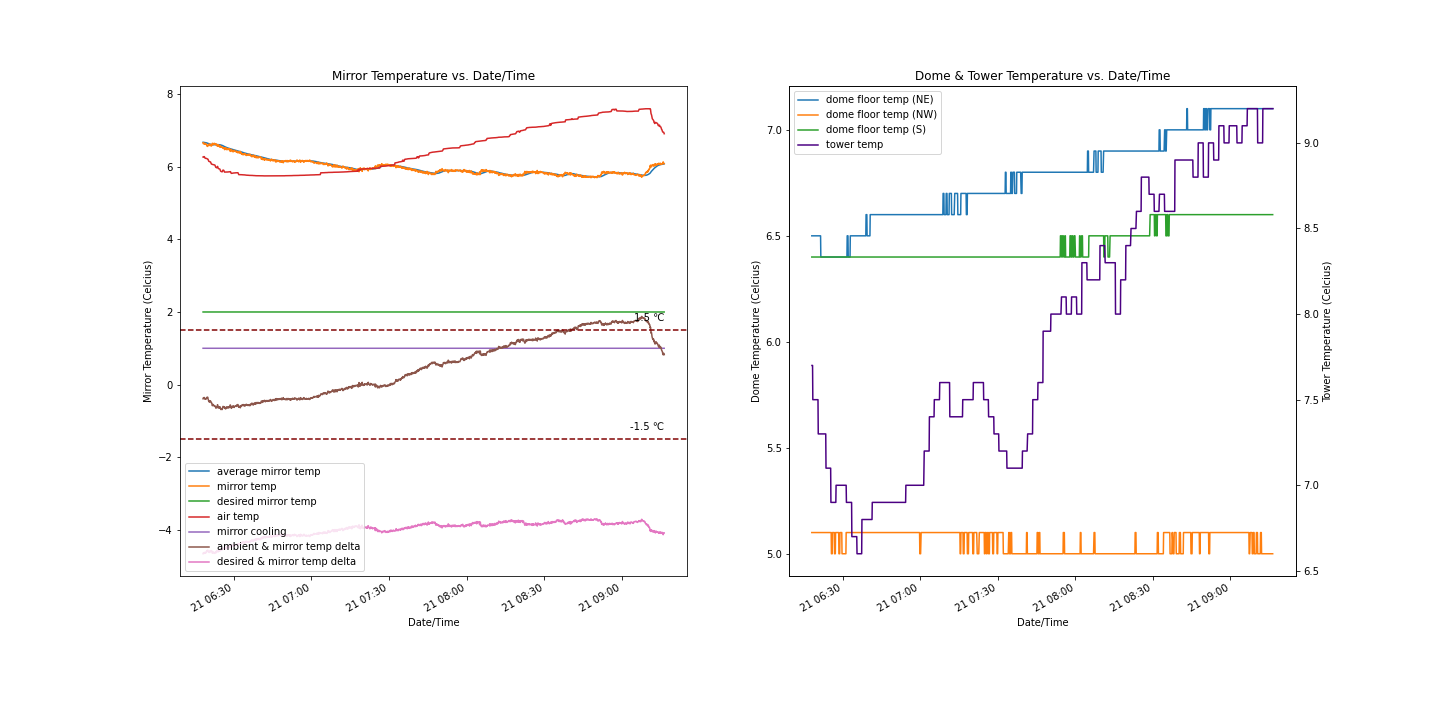 Mirror Temperature vs. Date/Time
8
6
4
2
0
−2
−4
Mirror Temperature (Celcius)
1.5 °C
-1.5 °C
average mirror temp
mirror temp
desired mirror temp
air temp
mirror cooling
ambient & mirror temp delta
desired & mirror temp delta
21 06:30
21 07:00
21 07:30
21 08:00
21 08:30
21 09:00
Date/Time
Dome & Tower Temperature vs. Date/Time
dome floor temp (NE)
dome floor temp (NW)
dome floor temp (S)
tower temp
7.0
6.5
6.0
5.5
5.0
Dome Temperature (Celcius)
9.0
8.5
8.0
7.5
7.0
6.5
Tower Temperature (Celcius)
21 06:30
21 07:00
21 07:30
21 08:00
21 08:30
21 09:00
Date/Time